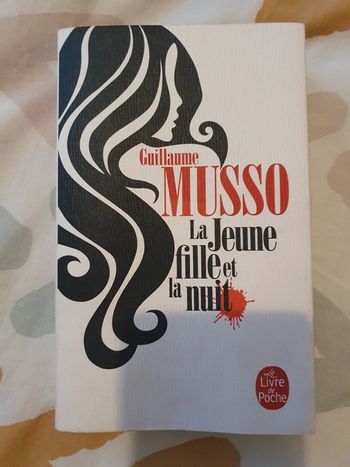 Guillaume
MUSSO
La Jeune
fille et
la nuit
Le
Livre
de
Poche